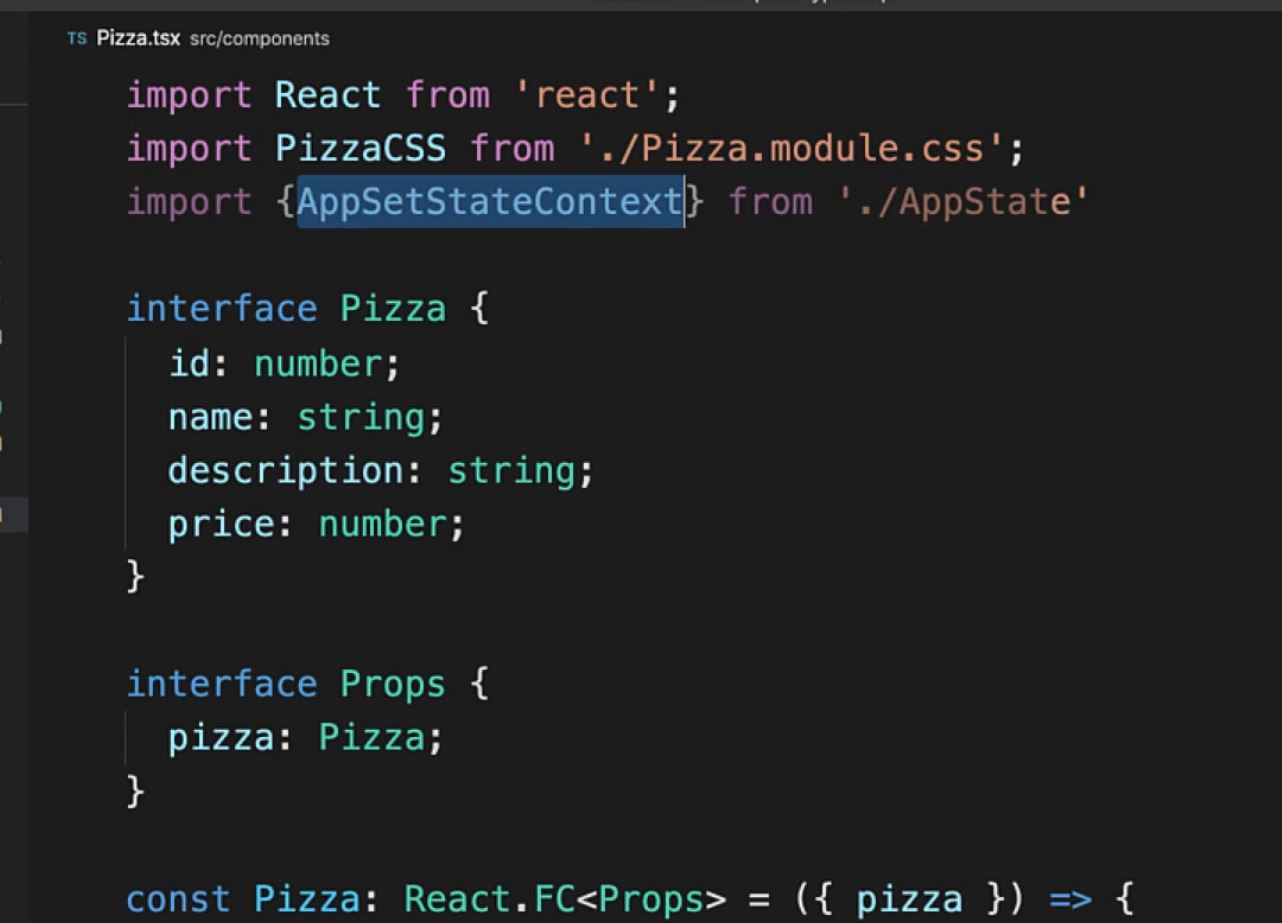 TS Pizza.tsx src/components
import React from 'react';
import PizzaCSS from './Pizza.module.css';
import {AppSetStateContext} from './AppState'
interface Pizza {
id: number;
name: string;
description: string;
price: number;
}
interface Props {
pizza: Pizza;
}
const Pizza: React.FC<Props> = ({ pizza }) => {